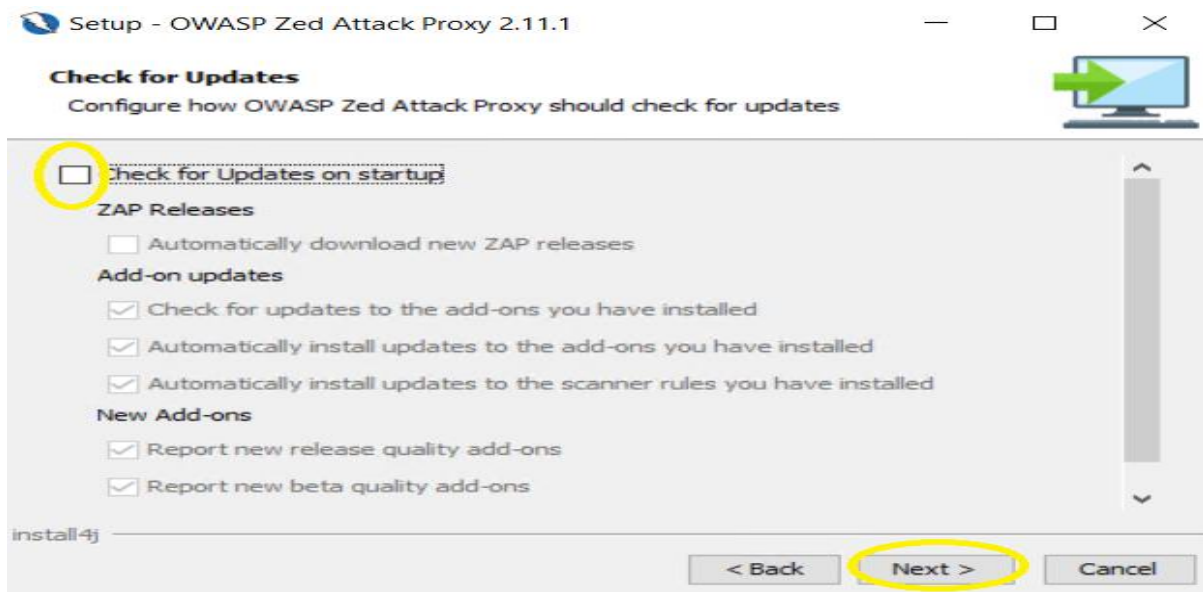 Setup - OWASP Zed Attack Proxy 2.11.1
Check for Updates
Configure how OWASP Zed Attack Proxy should check for updates
Check for Updates on startup
ZAP Releases
Automatically download new ZAP releases
Add-on updates
Check for updates to the add-ons you have installed
Automatically install updates to the add-ons you have installed
Automatically install updates to the scanner rules you have installed
New Add-ons
Report new release quality add-ons
Report new beta quality add-ons
install4j
< Back Next > Cancel